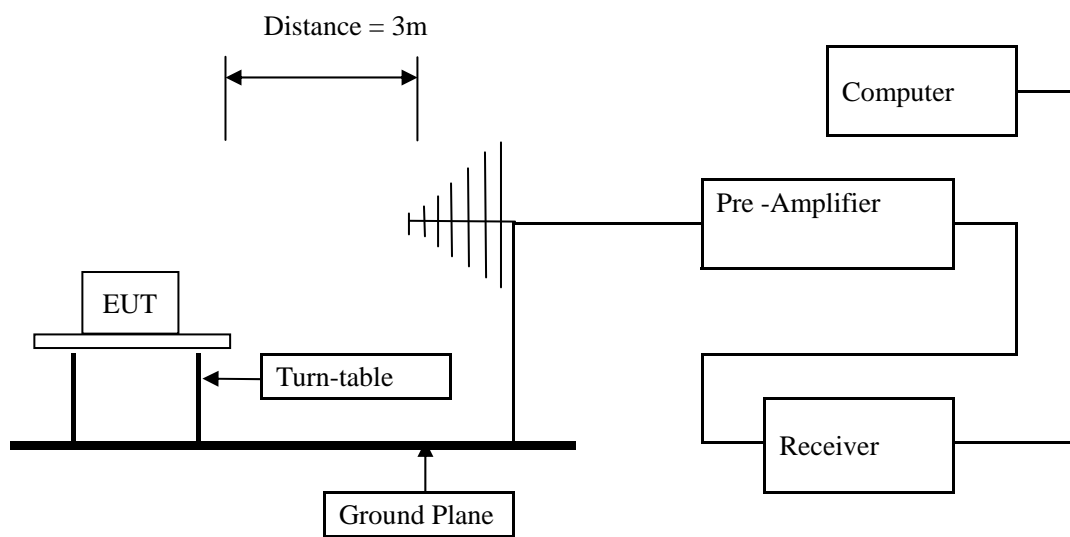 Distance = 3m
Computer
Pre -Amplifier
EUT
Turn-table
Receiver
Ground Plane